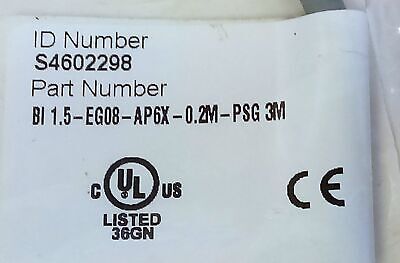 ID Number
S4602298
Part Number
BI 1.5-EG08-AP6X-0.2M-PSG 3M
C UL US
LISTED
36GN
CE